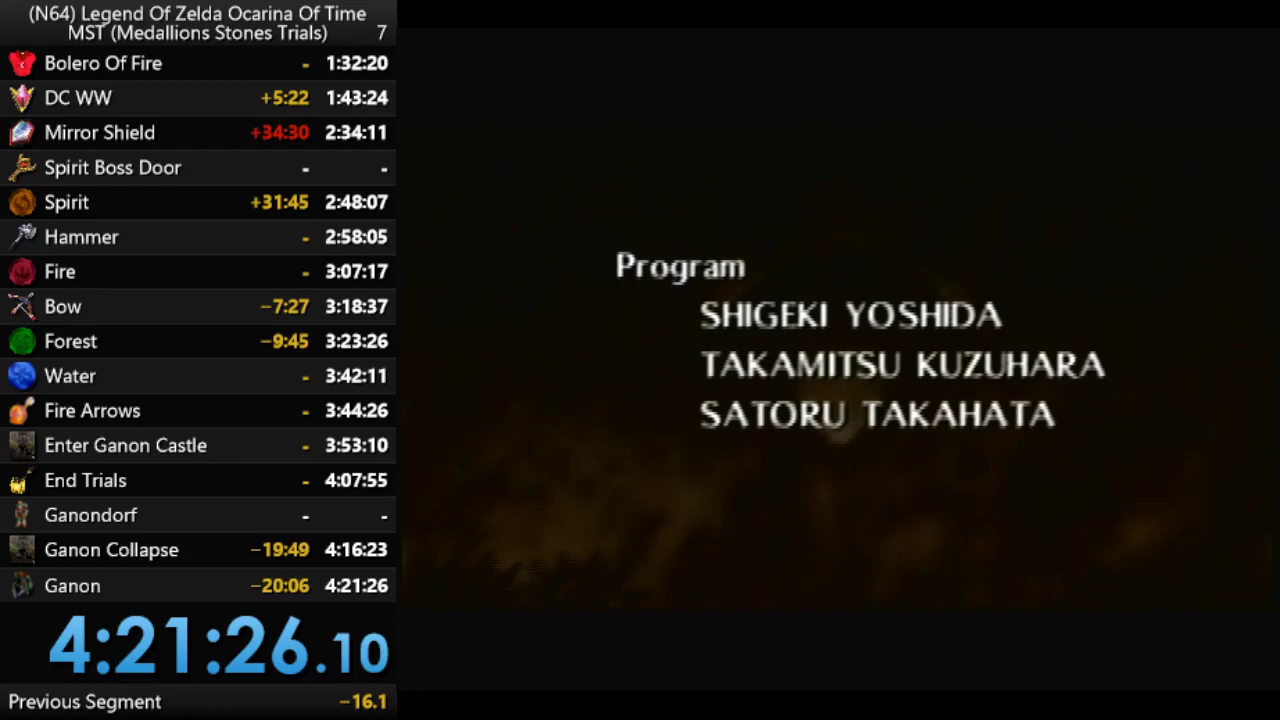 (N64) Legend Of Zelda Ocarina Of Time
MST (Medallions Stones Trials) 7
Bolero Of Fire - 1:32:20
DC WW +5:22 1:43:24
Mirror Shield +34:30 2:34:11
Spirit Boss Door - -
Spirit +31:45 2:48:07
Hammer - 2:58:05
Fire - 3:07:17
Bow −7:27 3:18:37
Forest −9:45 3:23:26
Water - 3:42:11
Fire Arrows - 3:44:26
Enter Ganon Castle - 3:53:10
End Trials - 4:07:55
Ganondorf - -
Ganon Collapse −19:49 4:16:23
Ganon −20:06 4:21:26
4:21:26.10
Previous Segment −16.1
Program
SHIGEKI YOSHIDA
TAKAMITSU KUZUHARA
SATORU TAKAHATA